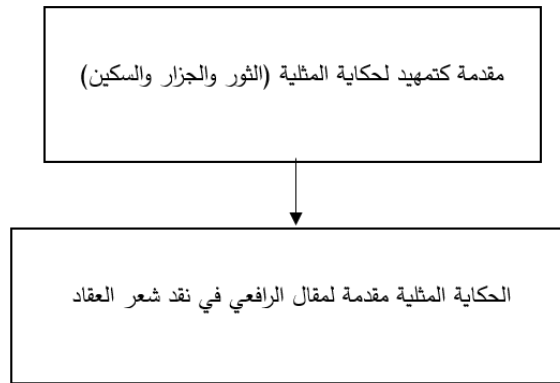 مقدمة كتمهيد لحكاية المثلية (الثور والجزار والسكين)
الحكاية المثلية مقدمة لمقال الرافعي في نقد شعر العقاد